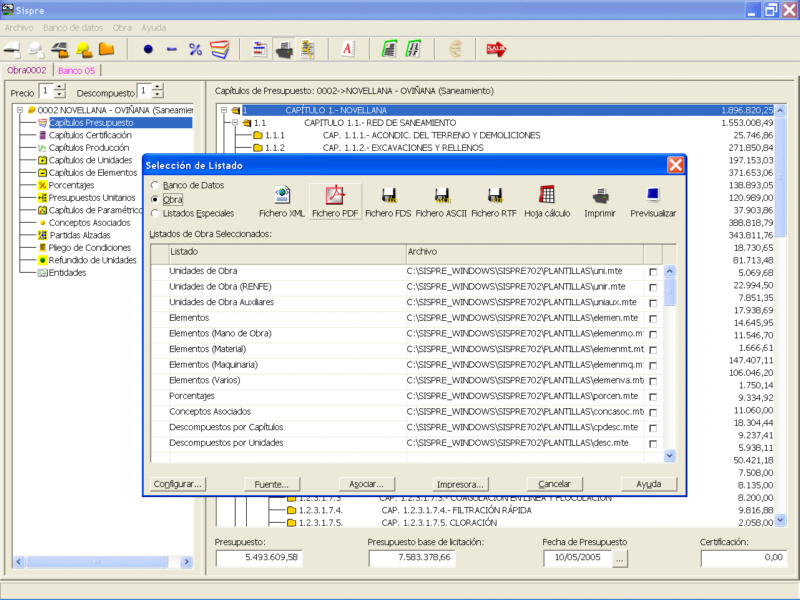 Sispre
Archivo Banco de datos Obra Ayuda
Obra0002 Banco 05
Precio 1 Descompuesto 1
0002 NOVELLANA - OVIÑANA (Saneamien
Capítulos Presupuesto
Capítulos Certificación
Capítulos Producción
Capítulos de Unidades
Capítulos de Elementos
Porcentajes
Presupuestos Unitarios
Capítulos de Paramétrico
Conceptos Asociados
Partidas Alzadas
Pliego de Condiciones
Refundido de Unidades
Entidades
Capítulos de Presupuesto: 0002->NOVELLANA - OVIÑANA (Saneamiento)
1 CAPÍTULO 1.- NOVELLANA 1.896.820,25
1.1 CAPITULO 1.1.- RED DE SANEAMIENTO 1.553.008,49
1.1.1 CAP. 1.1.1.- ACONDIC. DEL TERRENO Y DEMOLICIONES 25.746,86
1.1.2 CAP. 1.1.2.- EXCAVACIONES Y RELLENOS 271.850,84
197.153,03
371.653,06
138.893,05
120.989,00
37.903,86
388.818,79
343.811,76
18.730,65
81.713,48
5.069,68
22.994,50
7.851,35
17.938,69
14.645,95
11.546,70
1.666,61
147.407,11
106.046,20
1.750,14
9.334,92
11.060,00
18.304,44
9.237,41
5.938,11
50.421,18
7.508,00
8.135,00
Selección de Listado
Banco de Datos
Obra
Listados Especiales
Fichero XML Fichero PDF Fichero FDS Fichero ASCII Fichero RTF Hoja cálculo Imprimir Previsualizar
Listados de Obra Seleccionados:
Listado Archivo
Unidades de Obra C:\SISPRE_WINDOWS\SISPRE702\PLANTILLAS\uni.mte
Unidades de Obra (RENFE) C:\SISPRE_WINDOWS\SISPRE702\PLANTILLAS\unir.mte
Unidades de Obra Auxiliares C:\SISPRE_WINDOWS\SISPRE702\PLANTILLAS\uniaux.mte
Elementos C:\SISPRE_WINDOWS\SISPRE702\PLANTILLAS\elemen.mte
Elementos (Mano de Obra) C:\SISPRE_WINDOWS\SISPRE702\PLANTILLAS\elemenmo.m
Elementos (Material) C:\SISPRE_WINDOWS\SISPRE702\PLANTILLAS\elemenmt.mt
Elementos (Maquinaria) C:\SISPRE_WINDOWS\SISPRE702\PLANTILLAS\elemenmq.m
Elementos (Varios) C:\SISPRE_WINDOWS\SISPRE702\PLANTILLAS\elemenva.mt
Porcentajes C:\SISPRE_WINDOWS\SISPRE702\PLANTILLAS\porcen.mte
Conceptos Asociados C:\SISPRE_WINDOWS\SISPRE702\PLANTILLAS\concasoc.mt
Descompuestos por Capítulos C:\SISPRE_WINDOWS\SISPRE702\PLANTILLAS\cpdesc.mte
Descompuestos por Unidades C:\SISPRE_WINDOWS\SISPRE702\PLANTILLAS\desc.mte
Configurar... Fuente... Asociar... Impresora... Cancelar Ayuda
1.2.3.1.7.3 CAP. 1.2.3.1.7.3.- COAGULACIÓN EN LÍNEA Y FLOCULACIÓN 8.200,00
1.2.3.1.7.4. CAP. 1.2.3.1.7.4.- FILTRACIÓN RÁPIDA 9.816,88
1.2.3.1.7.5. CAP. 1.2.3.1.7.5. CLORACIÓN 2.058,00
Presupuesto: Presupuesto base de licitación: Fecha de Presupuesto Certificación:
5.493.609,58 7.583.378,66 10/05/2005 ... 0,00